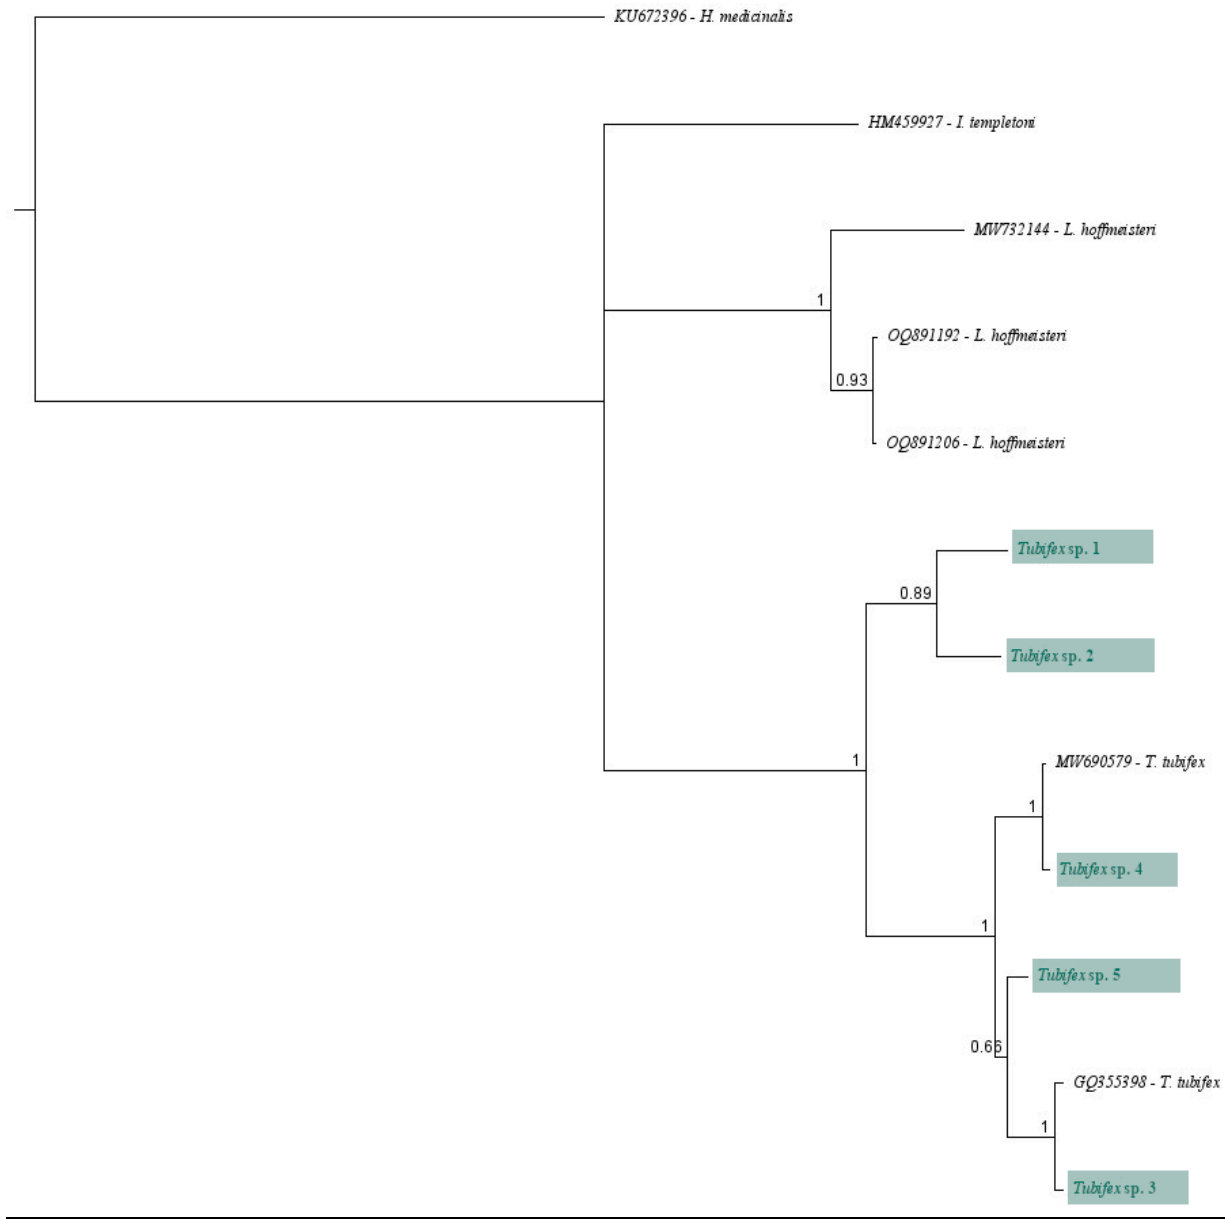 KU672396 - H. medicinalis
HM459927 - I. templetoni
MW732144 - L. hoffmeisteri
1
OQ891192 - L. hoffmeisteri
0.93
OQ891206 - L. hoffmeisteri
Tubifex sp. 1
0.89
Tubifex sp. 2
1
MW690579 - T. tubifex
1
Tubifex sp. 4
1
Tubifex sp. 5
0.66
GQ355398 - T. tubifex
1
Tubifex sp. 3